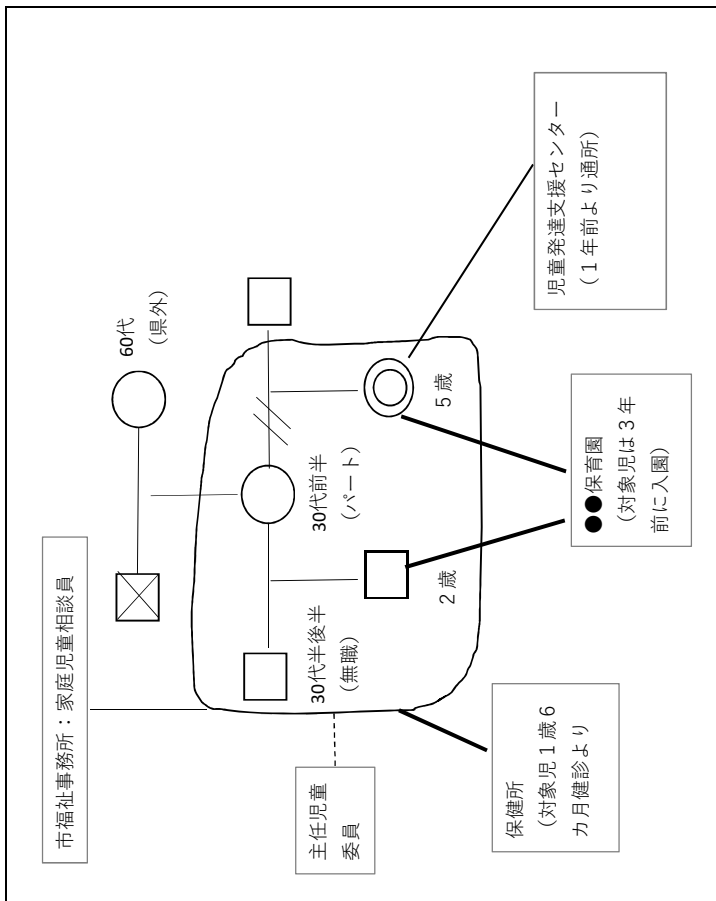 市福祉事務所：家庭児童相談員
60代
（県外）
主任児童
委員
30代半後半
（無職）
30代前半
（パート）
2歳
5歳
保健所
（対象児1歳6
カ月健診より
●●保育園
（対象児は3年
前に入園）
児童発達支援センター
（1年前より通所）